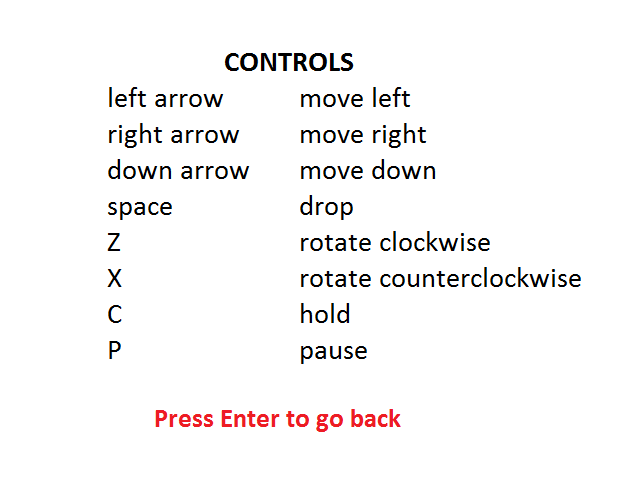 CONTROLS
left arrow move left
right arrow move right
down arrow move down
space drop
Z rotate clockwise
X rotate counterclockwise
C hold
P pause
Press Enter to go back